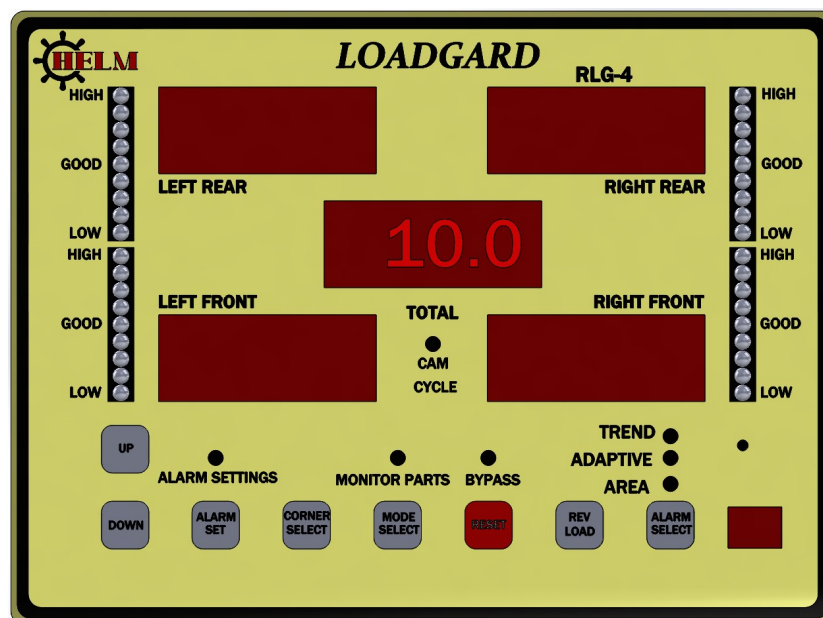 HELM
LOADGARD
RLG-4
HIGH
GOOD
LOW
LEFT REAR
HIGH
GOOD
LOW
RIGHT REAR
10.0
HIGH
GOOD
LOW
LEFT FRONT
TOTAL
CAM
CYCLE
RIGHT FRONT
HIGH
GOOD
LOW
UP
ALARM SETTINGS
MONITOR PARTS
BYPASS
TREND
ADAPTIVE
AREA
DOWN
ALARM
SET
CORNER
SELECT
MODE
SELECT
RESET
REV
LOAD
ALARM
SELECT